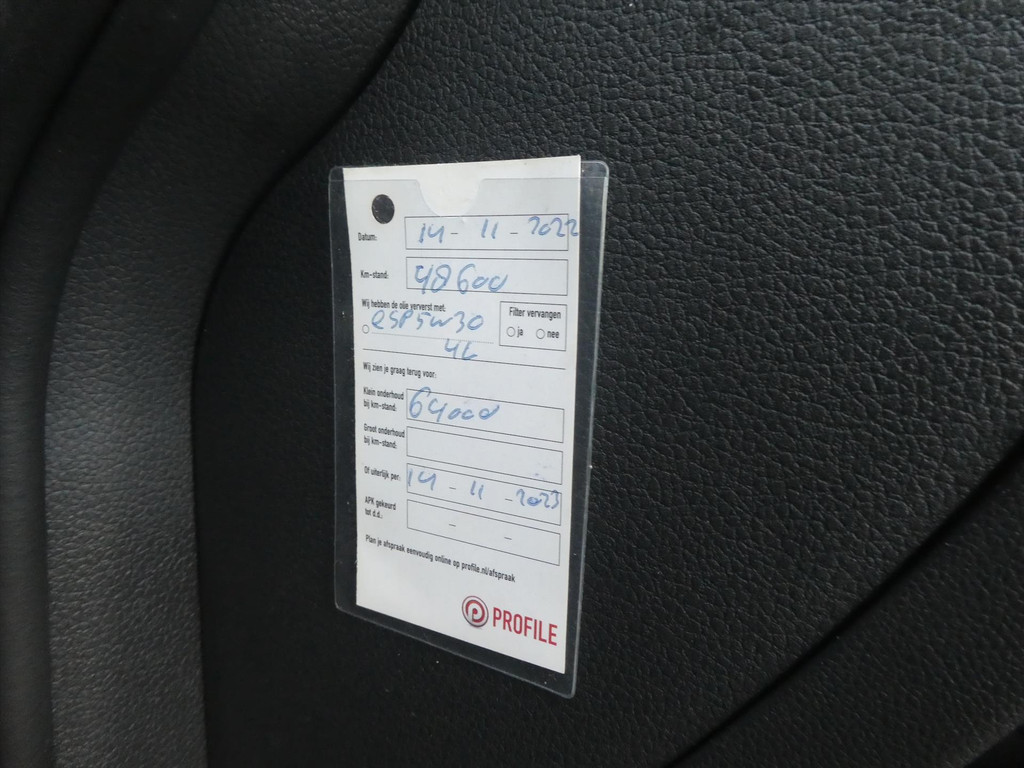 Datum: 14 - 11 - 2022
Km-stand: 48600
Wij hebben de olie ververst met:
Filter vervangen
ESP5W30
ja nee
4L
Wij zien je graag terug voor:
Klein onderhoud
bij km-stand: 64000
Groot onderhoud
bij km-stand:
Of uiterlijk per: 14 - 11 - 2023
APK gekeurd
tot d.d.: - -
Plan je afspraak eenvoudig online op profile.nl/afspraak
PROFILE